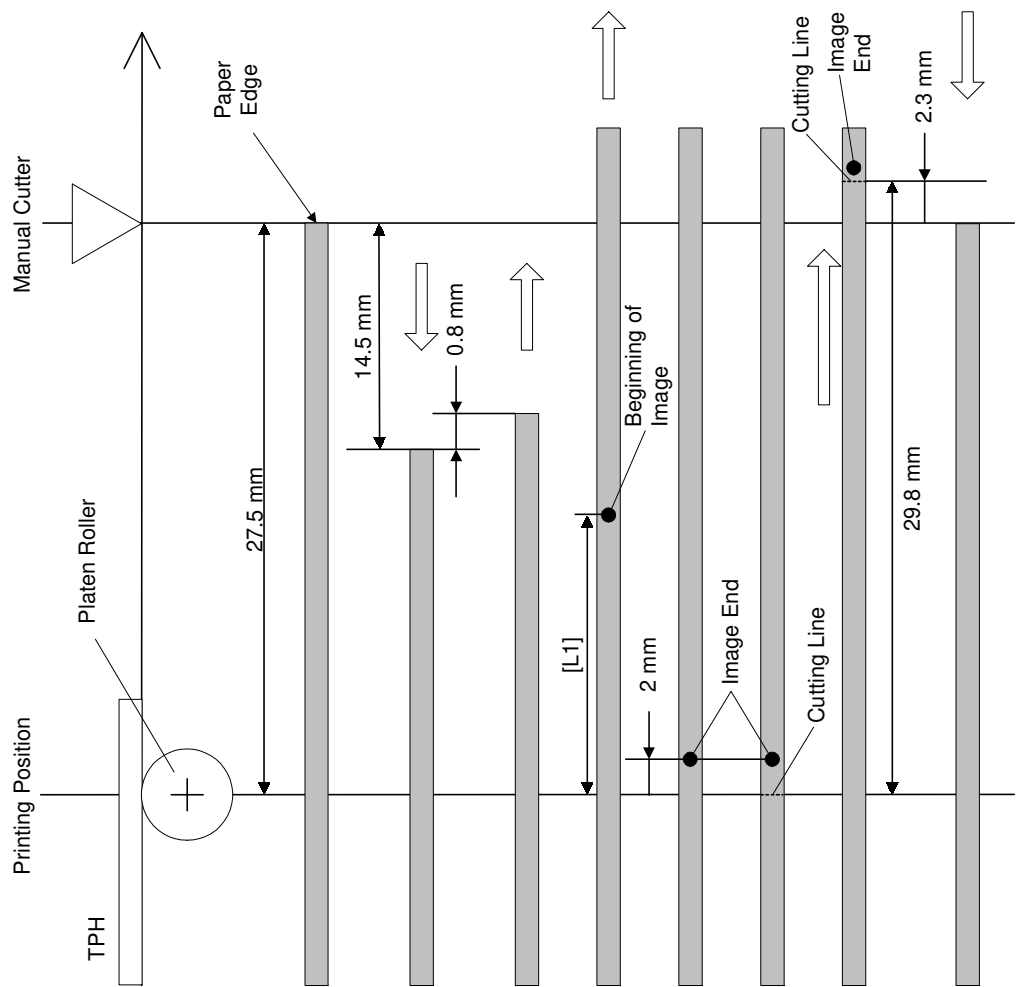 Manual Cutter
Printing Position
TPH
Platen Roller
Paper
Edge
27.5 mm
14.5 mm
0.8 mm
[L1]
Beginning of
Image
2 mm
Image End
Cutting Line
Cutting Line
Image
End
29.8 mm
2.3 mm